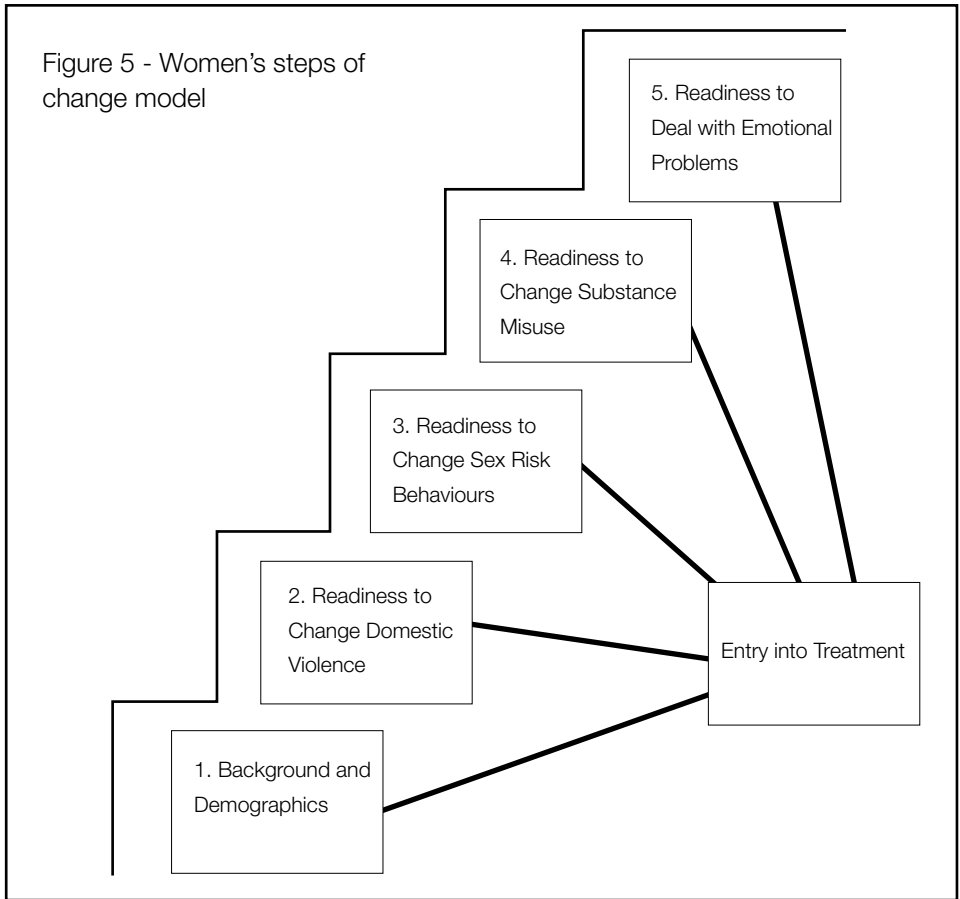 Figure 5 - Women’s steps of
change model
5. Readiness to
Deal with Emotional
Problems
4. Readiness to
Change Substance
Misuse
3. Readiness to
Change Sex Risk
Behaviours
2. Readiness to
Change Domestic
Violence
Entry into Treatment
1. Background and
Demographics